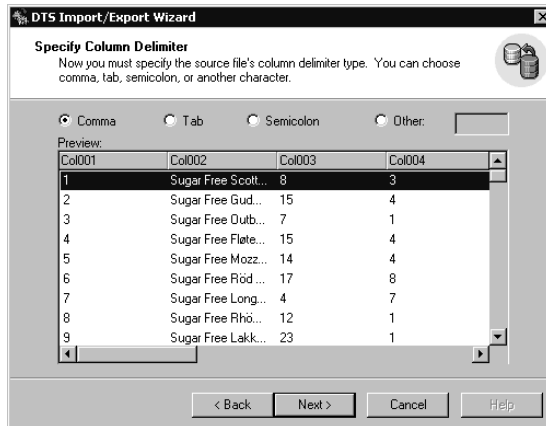 DTS Import/Export Wizard
Specify Column Delimiter
Now you must specify the source file's column delimiter type. You can choose
comma, tab, semicolon, or another character.
Comma Tab Semicolon Other:
Preview:
Col001 Col002 Col003 Col004
1 Sugar Free Scott... 8 3
2 Sugar Free Gud... 15 4
3 Sugar Free Outb... 7 1
4 Sugar Free Fløte... 15 4
5 Sugar Free Mozz... 14 4
6 Sugar Free Röd ... 17 8
7 Sugar Free Long... 4 7
8 Sugar Free Rhö... 12 1
9 Sugar Free Lakk... 23 1
< Back Next > Cancel Help